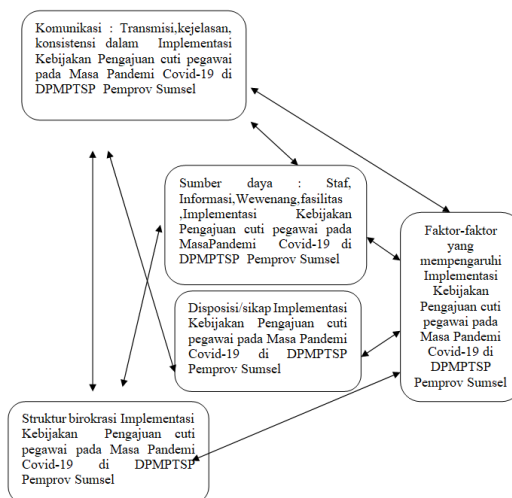 Komunikasi : Transmisi,kejelasan,
konsistensi dalam Implementasi
Kebijakan Pengajuan cuti pegawai
pada Masa Pandemi Covid-19 di
DPMPTSP Pemprov Sumsel
Sumber daya : Staf,
Informasi,Wewenang,fasilitas
,Implementasi Kebijakan
Pengajuan cuti pegawai pada
MasaPandemi Covid-19 di
DPMPTSP Pemprov Sumsel
Faktor-faktor
yang
mempengaruhi
Implementasi
Kebijakan
Pengajuan cuti
pegawai pada
Masa Pandemi
Covid-19 di
DPMPTSP
Pemprov Sumsel
Disposisi/sikap Implementasi
Kebijakan Pengajuan cuti
pegawai pada Masa Pandemi
Covid-19 di DPMPTSP
Pemprov Sumsel
Struktur birokrasi Implementasi
Kebijakan Pengajuan cuti
pegawai pada Masa Pandemi
Covid-19 di DPMPTSP
Pemprov Sumsel